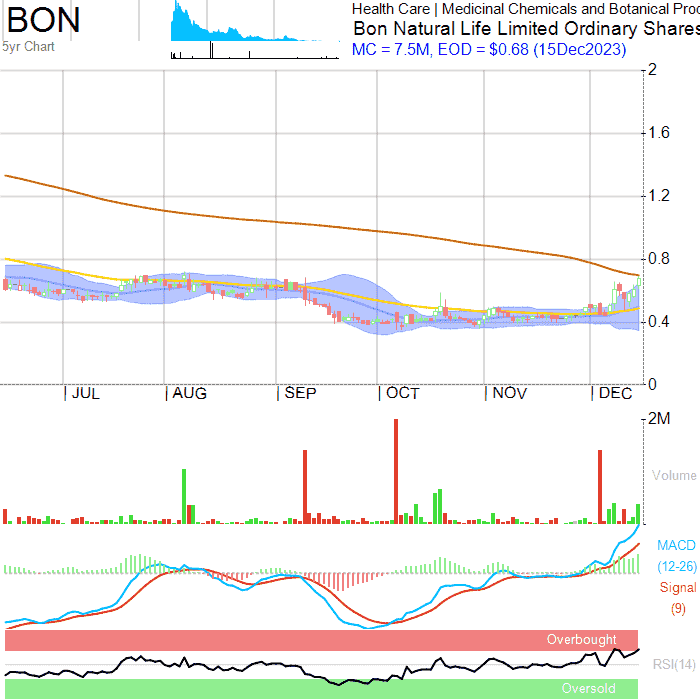 BON
5yr Chart
Health Care | Medicinal Chemicals and Botanical Proc
Bon Natural Life Limited Ordinary Shares
MC = 7.5M, EOD = $0.68 (15Dec2023)
2
1.6
1.2
0.8
0.4
0
JUL AUG SEP OCT NOV DEC
2M
Volume
MACD
(12-26)
Signal
(9)
Overbought
RSI(14)
Oversold